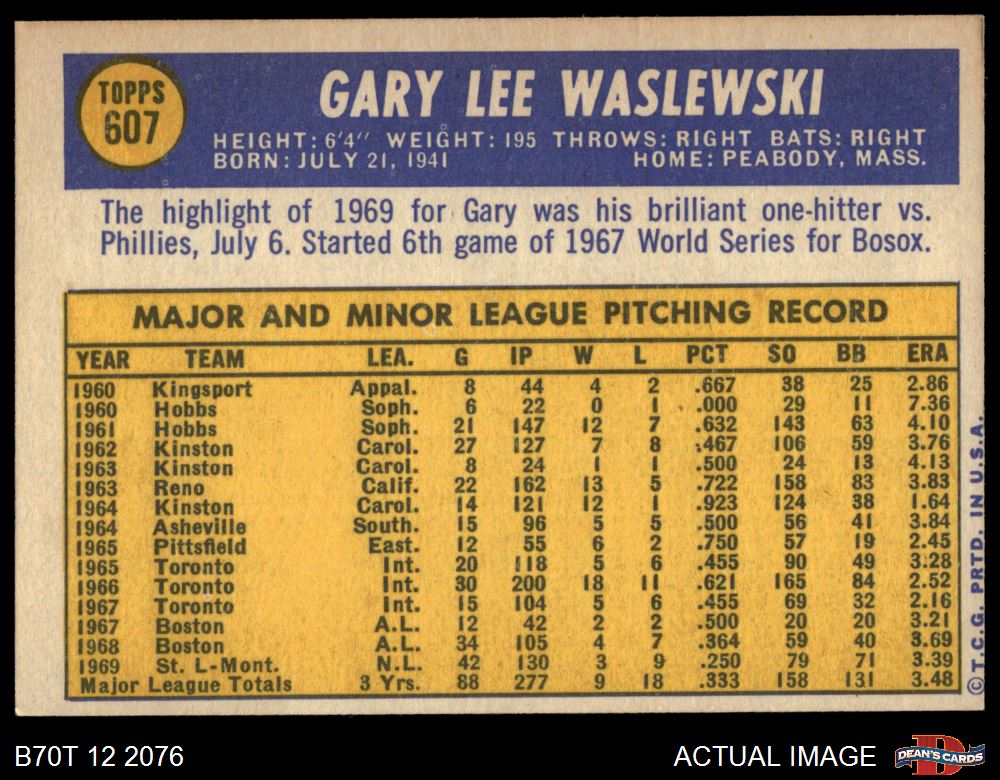 TOPPS
607
GARY LEE WASLEWSKI
HEIGHT: 6'4" WEIGHT: 195 THROWS: RIGHT BATS: RIGHT
BORN: JULY 21, 1941 HOME: PEABODY, MASS.
The highlight of 1969 for Gary was his brilliant one-hitter vs.
Phillies, July 6. Started 6th game of 1967 World Series for Bosox.
MAJOR AND MINOR LEAGUE PITCHING RECORD
YEAR TEAM LEA. G IP W L PCT SO BB ERA
1960 Kingsport Appal. 8 44 4 2 .667 38 25 2.86
1960 Hobbs Soph. 6 22 0 1 .000 29 11 7.36
1961 Hobbs Soph. 21 147 12 7 .632 143 63 4.10
1962 Kinston Carol. 27 127 7 8 .467 106 59 3.76
1963 Kinston Carol. 8 24 1 1 .500 24 13 4.13
1963 Reno Calif. 22 162 13 5 .722 158 83 3.83
1964 Kinston Carol. 14 121 12 1 .923 124 38 1.64
1964 Asheville South. 15 96 5 5 .500 56 41 3.84
1965 Pittsfield East. 12 55 6 2 .750 57 19 2.45
1965 Toronto Int. 20 118 5 6 .455 90 49 3.28
1966 Toronto Int. 30 200 18 11 .621 165 84 2.52
1967 Toronto Int. 15 104 5 6 .455 69 32 2.16
1967 Boston A.L. 12 42 2 2 .500 20 20 3.21
1968 Boston A.L. 34 105 4 7 .364 59 40 3.69
1969 St. L-Mont. N.L. 42 130 3 9 .250 79 71 3.39
Major League Totals 3 Yrs. 88 277 9 18 .333 158 131 3.48
© T.C.G. PRTD. IN U.S.A.
B70T 12 2076
ACTUAL IMAGE
DEAN'S CARDS